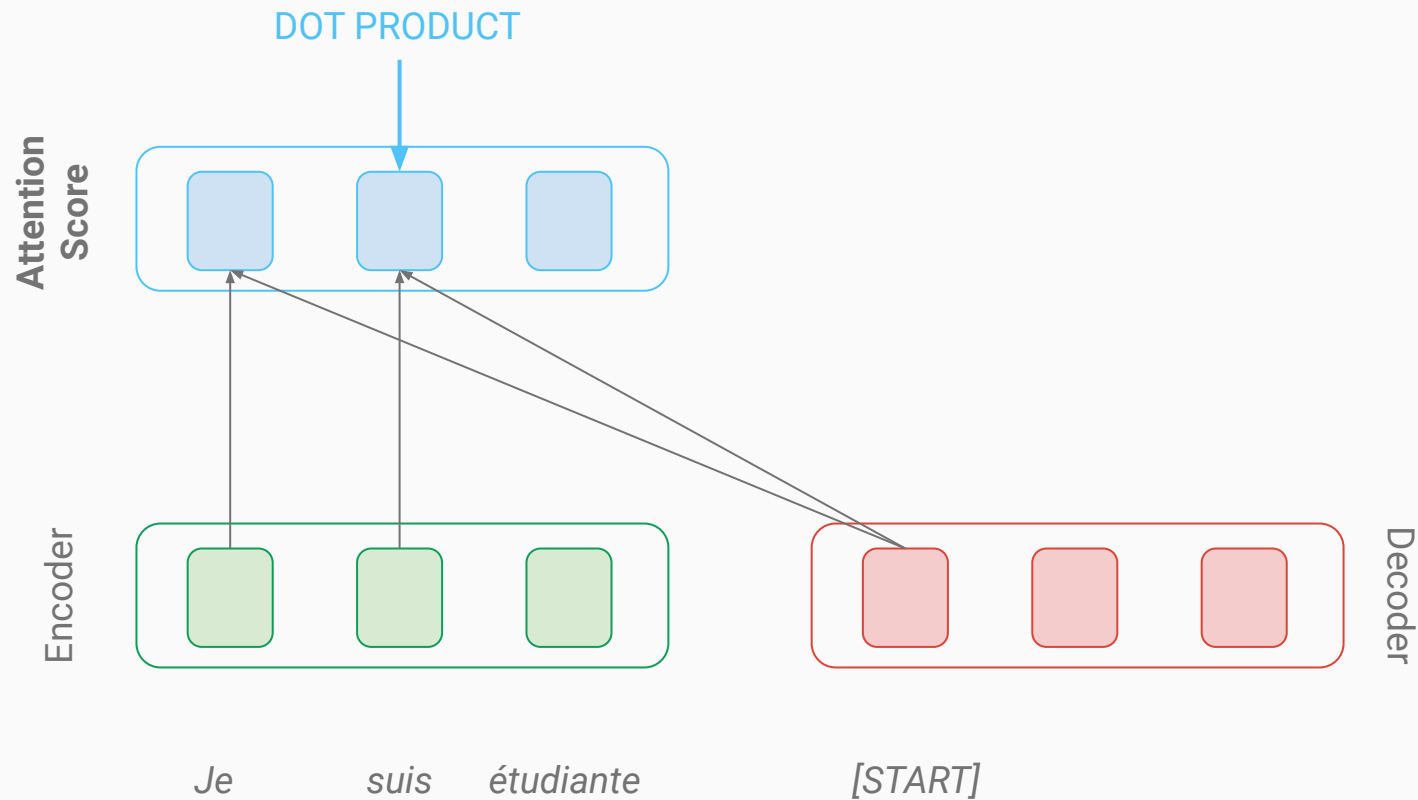 DOT PRODUCT
Attention
Score
Encoder
Decoder
Je suis étudiante [START]